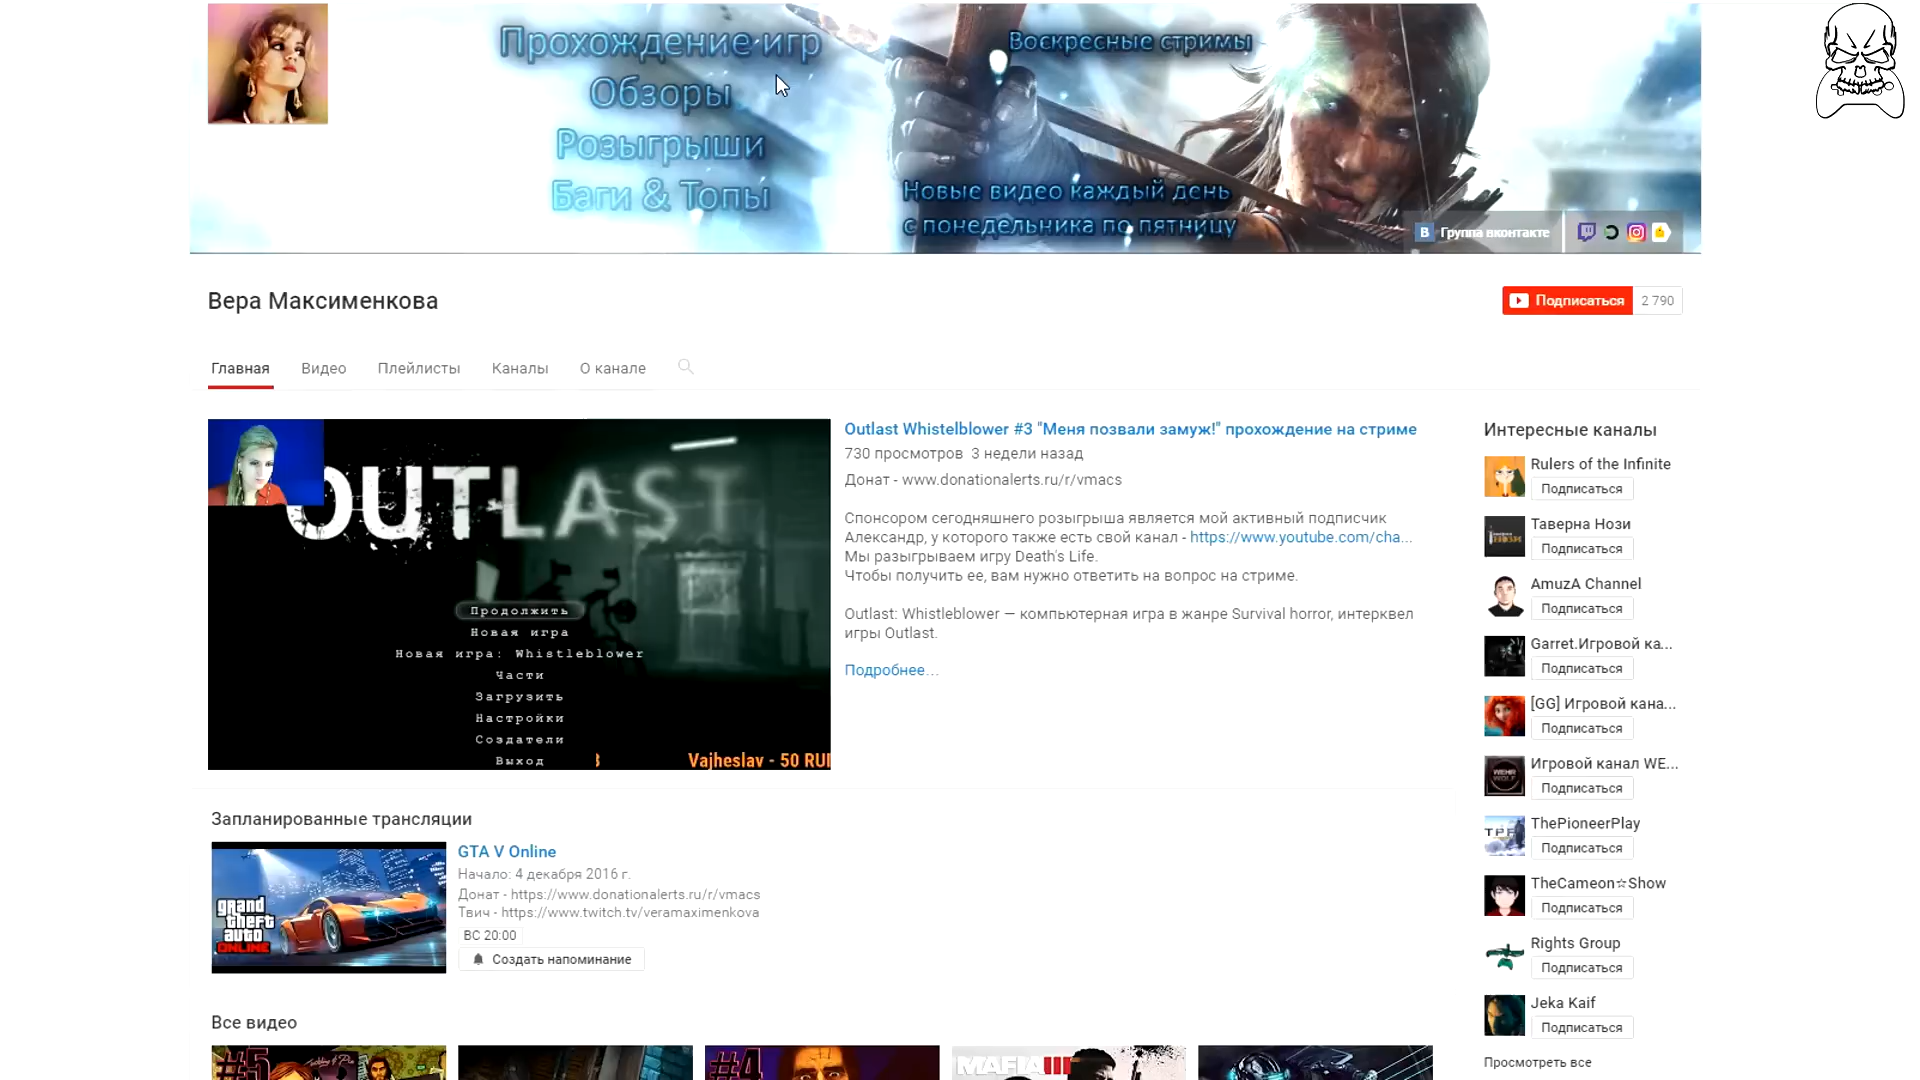 Прохождение игр
Обзоры
Розыгрыши
Баги & Топы
Воскресные стримы
Новые видео каждый день
с понедельника по пятницу
Группа вконтакте
Вера Максименкова
Подписаться 2 790
Главная Видео Плейлисты Каналы О канале
OUTLAST
Продолжить
Новая игра
Новая игра: Whistleblower
Части
Загрузить
Настройки
Создатели
Выход
Vajheslav - 50 RU
Outlast Whistelblower #3 "Меня позвали замуж!" прохождение на стриме
730 просмотров 3 недели назад
Донат - www.donationalerts.ru/r/vmacs
Спонсором сегодняшнего розыгрыша является мой активный подписчик
Александр, у которого также есть свой канал - https://www.youtube.com/cha...
Мы разыгрываем игру Death's Life.
Чтобы получить ее, вам нужно ответить на вопрос на стриме.
Outlast: Whistleblower — компьютерная игра в жанре Survival horror, интерквел
игры Outlast.
Подробнее...
Интересные каналы
Rulers of the Infinite
Подписаться
Таверна Нози
Подписаться
AmuzA Channel
Подписаться
Garret.Игровой ка...
Подписаться
[GG] Игровой кана...
Подписаться
Игровой канал WE...
Подписаться
ThePioneerPlay
Подписаться
TheCameon☆Show
Подписаться
Rights Group
Подписаться
Jeka Kaif
Подписаться
Просмотреть все
Запланированные трансляции
grand
theft
auto
ONLINE
GTA V Online
Начало: 4 декабря 2016 г.
Донат - https://www.donationalerts.ru/r/vmacs
Твич - https://www.twitch.tv/veramaximenkova
ВС 20:00
Создать напоминание
Все видео
#5
#4
MAFIA III